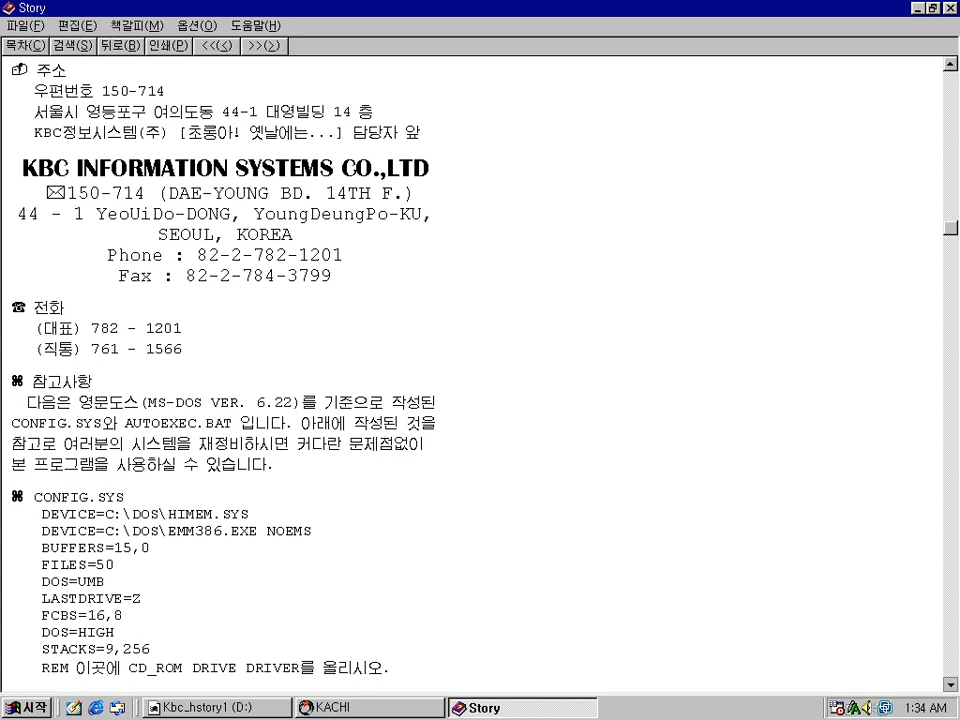 Story
파일(F) 편집(E) 책갈피(M) 옵션(O) 도움말(H)
목차(C) 검색(S) 뒤로(B) 인쇄(P) <<(<) >>(>)
주소
우편번호 150-714
서울시 영등포구 여의도동 44-1 대영빌딩 14 층
KBC정보시스템(주) [초롱아! 옛날에는...] 담당자 앞
KBC INFORMATION SYSTEMS CO.,LTD
150-714 (DAE-YOUNG BD. 14TH F.)
44 - 1 YeoUiDo-DONG, YoungDeungPo-KU,
SEOUL, KOREA
Phone : 82-2-782-1201
Fax : 82-2-784-3799
전화
(대표) 782 - 1201
(직통) 761 - 1566
⌘ 참고사항
다음은 영문도스(MS-DOS VER. 6.22)를 기준으로 작성된
CONFIG.SYS와 AUTOEXEC.BAT 입니다. 아래에 작성된 것을
참고로 여러분의 시스템을 재정비하시면 커다란 문제점없이
본 프로그램을 사용하실 수 있습니다.
⌘ CONFIG.SYS
DEVICE=C:\DOS\HIMEM.SYS
DEVICE=C:\DOS\EMM386.EXE NOEMS
BUFFERS=15,0
FILES=50
DOS=UMB
LASTDRIVE=Z
FCBS=16,8
DOS=HIGH
STACKS=9,256
REM 이곳에 CD_ROM DRIVE DRIVER를 올리시오.
시작 Kbc_hstory1 (D:) KACHI Story 1:34 AM